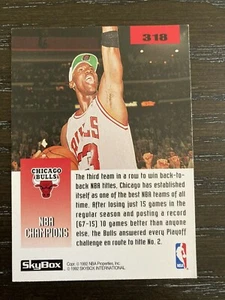 318
BULLS
CHICAGO
BULLS
NBA
CHAMPIONS
The third team in a row to win back-to-
back NBA titles, Chicago has established
itself as one of the best NBA teams of all
time. After losing just 15 games in their
regular season and posting a record
(67-15) 10 games better than anyone
else, the Bulls answered every Playoff
challenge en route to title No. 2.
SkyBox
Copr. © 1992 NBA Properties, Inc.
© 1992 SKYBOX INTERNATIONAL
NBA